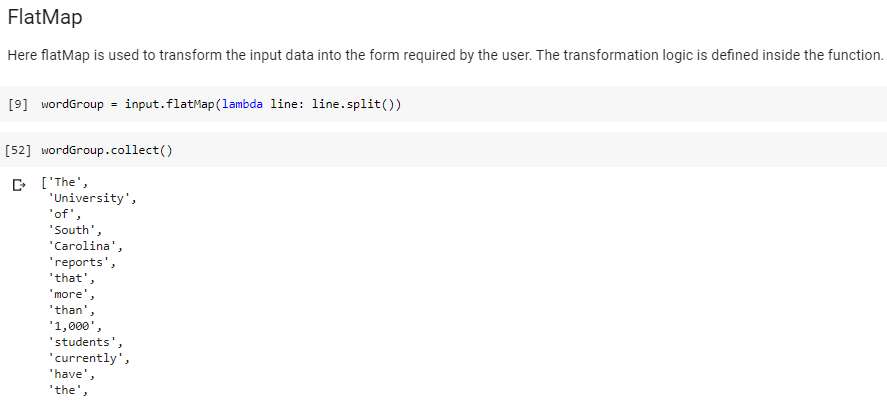 FlatMap
Here flatMap is used to transform the input data into the form required by the user. The transformation logic is defined inside the function.
[9] wordGroup = input.flatMap(lambda line: line.split())
[52] wordGroup.collect()
['The',
'University',
'of',
'South',
'Carolina',
'reports',
'that',
'more',
'than',
'1,000',
'students',
'currently',
'have',
'the',